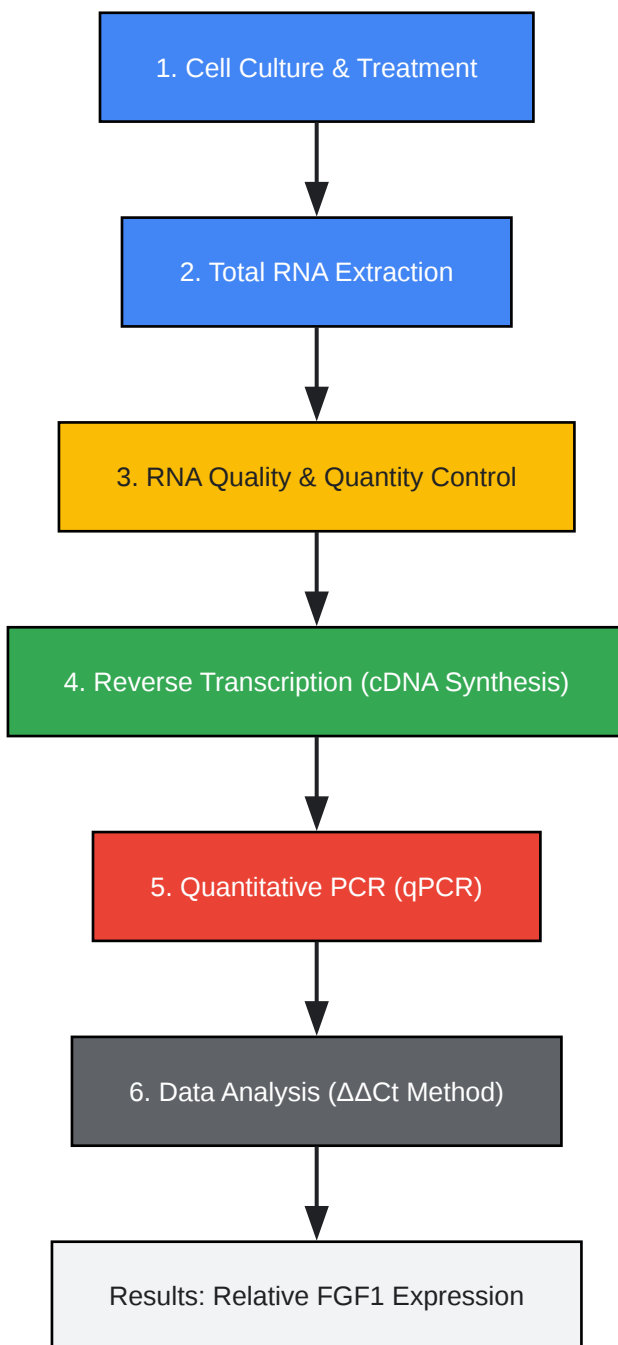 1. Cell Culture & Treatment
2. Total RNA Extraction
3. RNA Quality & Quantity Control
4. Reverse Transcription (cDNA Synthesis)
5. Quantitative PCR (qPCR)
6. Data Analysis (ΔΔCt Method)
Results: Relative FGF1 Expression